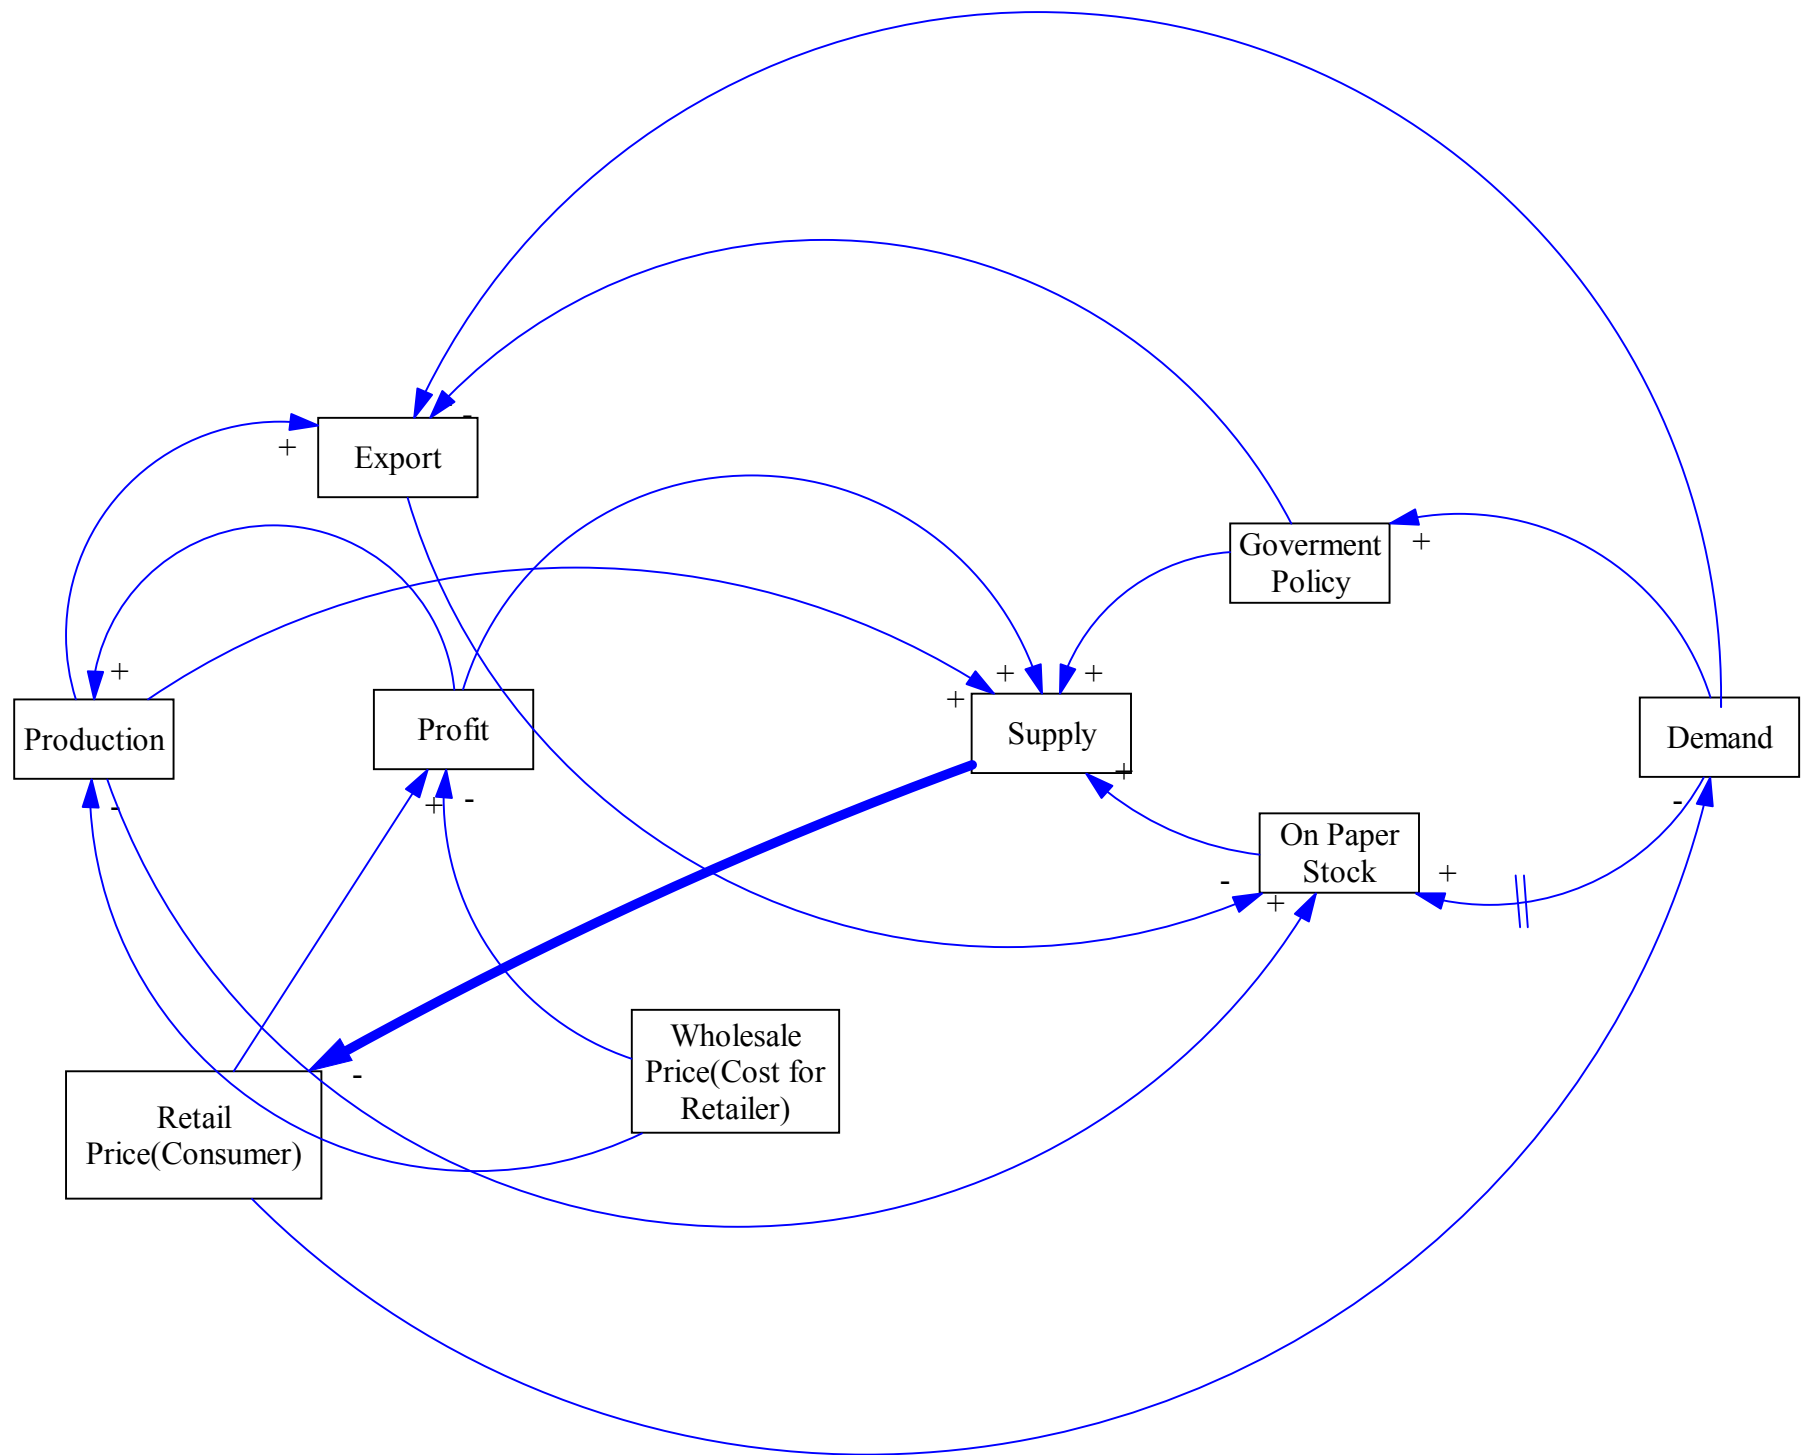 -
-
Export
+
Goverment
Policy
+
+
+
+
+
Production
Profit
Supply
Demand
+
-
+
-
-
On Paper
Stock
-
+
+
Wholesale
Price(Cost for
Retailer)
-
Retail
Price(Consumer)